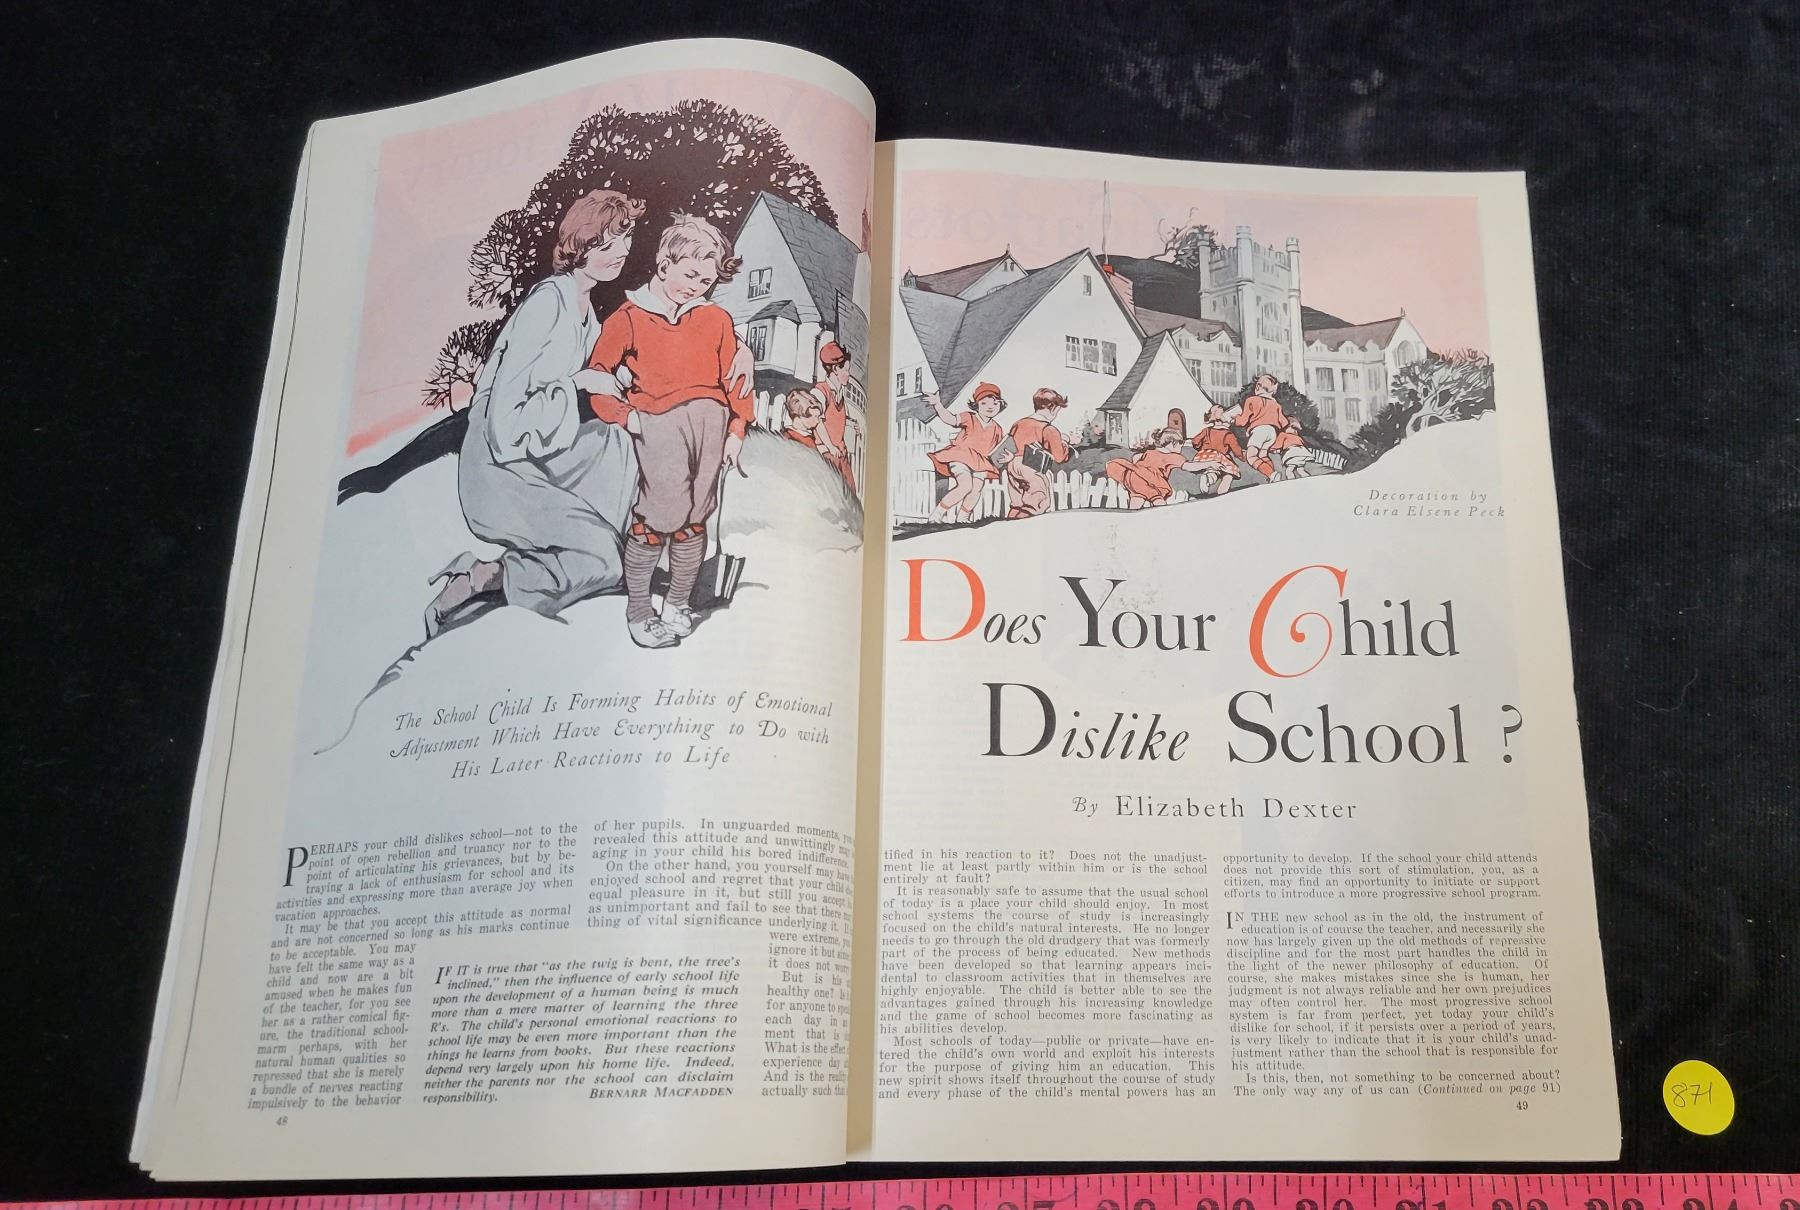 The School Child Is Forming Habits of Emotional
Adjustment Which Have Everything to Do with
His Later Reactions to Life
PERHAPS your child dislikes school—not to the
point of open rebellion and truancy nor to the
point of articulating his grievances, but by be-
traying a lack of enthusiasm for school and its
activities and expressing more than average joy when
vacation approaches.
It may be that you accept this attitude as normal
and are not concerned so long as his marks continue
to be acceptable. You may
have felt the same way as a
child and now are a bit
amused when he makes fun
of the teacher, for you see
her as a rather comical fig-
ure, the traditional school-
marm perhaps, with her
natural human qualities so
repressed that she is merely
a bundle of nerves reacting
impulsively to the behavior
IF IT is true that "as the twig is bent, the tree's
inclined," then the influence of early school life
upon the development of a human being is much
more than a mere matter of learning the three
R's. The child's personal emotional reactions to
school life may be even more important than the
things he learns from books. But these reactions
depend very largely upon his home life. Indeed,
neither the parents nor the school can disclaim
responsibility. BERNARR MACFADDEN
of her pupils. In unguarded moments,
revealed this attitude and unwittingly
aging in your child his bored indifference.
On the other hand, you yourself may
enjoyed school and regret that your child
equal pleasure in it, but still you accept
as unimportant and fail to see that there
thing of vital significance underlying it.
were extreme,
ignore it but
it does not
But is his
healthy one?
for anyone to
each day in
ment that is
What is the effect
experience day
And is the
actually such
48
Decoration by
Clara Elsene Peck
Does Your Child
Dislike School?
By Elizabeth Dexter
tified in his reaction to it? Does not the unadjust-
ment lie at least partly within him or is the school
entirely at fault?
It is reasonably safe to assume that the usual school
of today is a place your child should enjoy. In most
school systems the course of study is increasingly
focused on the child's natural interests. He no longer
needs to go through the old drudgery that was formerly
part of the process of being educated. New methods
have been developed so that learning appears inci-
dental to classroom activities that in themselves are
highly enjoyable. The child is better able to see the
advantages gained through his increasing knowledge
and the game of school becomes more fascinating as
his abilities develop.
Most schools of today—public or private—have en-
tered the child's own world and exploit his interests
for the purpose of giving him an education. This
new spirit shows itself throughout the course of study
and every phase of the child's mental powers has an
opportunity to develop. If the school your child attends
does not provide this sort of stimulation, you, as a
citizen, may find an opportunity to initiate or support
efforts to introduce a more progressive school program.
IN THE new school as in the old, the instrument of
education is of course the teacher, and necessarily she
now has largely given up the old methods of repressive
discipline and for the most part handles the child in
the light of the newer philosophy of education. Of
course, she makes mistakes since she is human, her
judgment is not always reliable and her own prejudices
may often control her. The most progressive school
system is far from perfect, yet today your child's
dislike for school, if it persists over a period of years,
is very likely to indicate that it is your child's unad-
justment rather than the school that is responsible for
his attitude.
Is this, then, not something to be concerned about?
The only way any of us can (Continued on page 91)
49
871